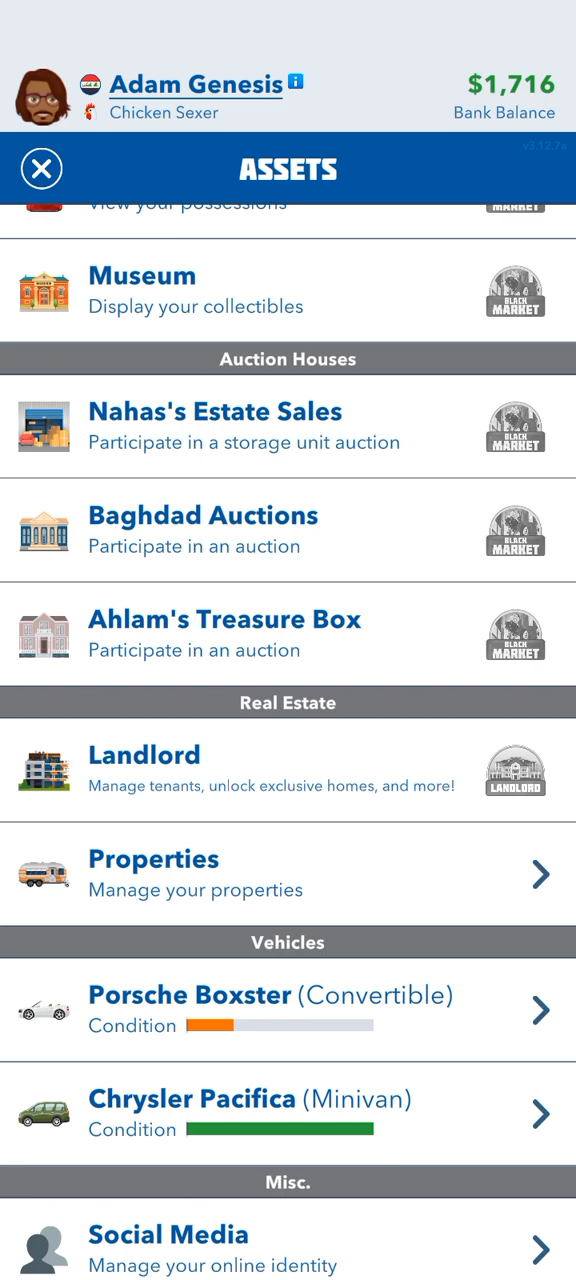 Adam Genesis
$1,716
Chicken Sexer
Bank Balance
v3.12.7a
ASSETS
View your possessions
MARKET
Museum
Display your collectibles
BLACK
MARKET
Auction Houses
Nahas's Estate Sales
Participate in a storage unit auction
BLACK
MARKET
Baghdad Auctions
Participate in an auction
BLACK
MARKET
Ahlam's Treasure Box
Participate in an auction
BLACK
MARKET
Real Estate
Landlord
Manage tenants, unlock exclusive homes, and more!
LANDLORD
Properties
Manage your properties
Vehicles
Porsche Boxster (Convertible)
Condition
Chrysler Pacifica (Minivan)
Condition
Misc.
Social Media
Manage your online identity